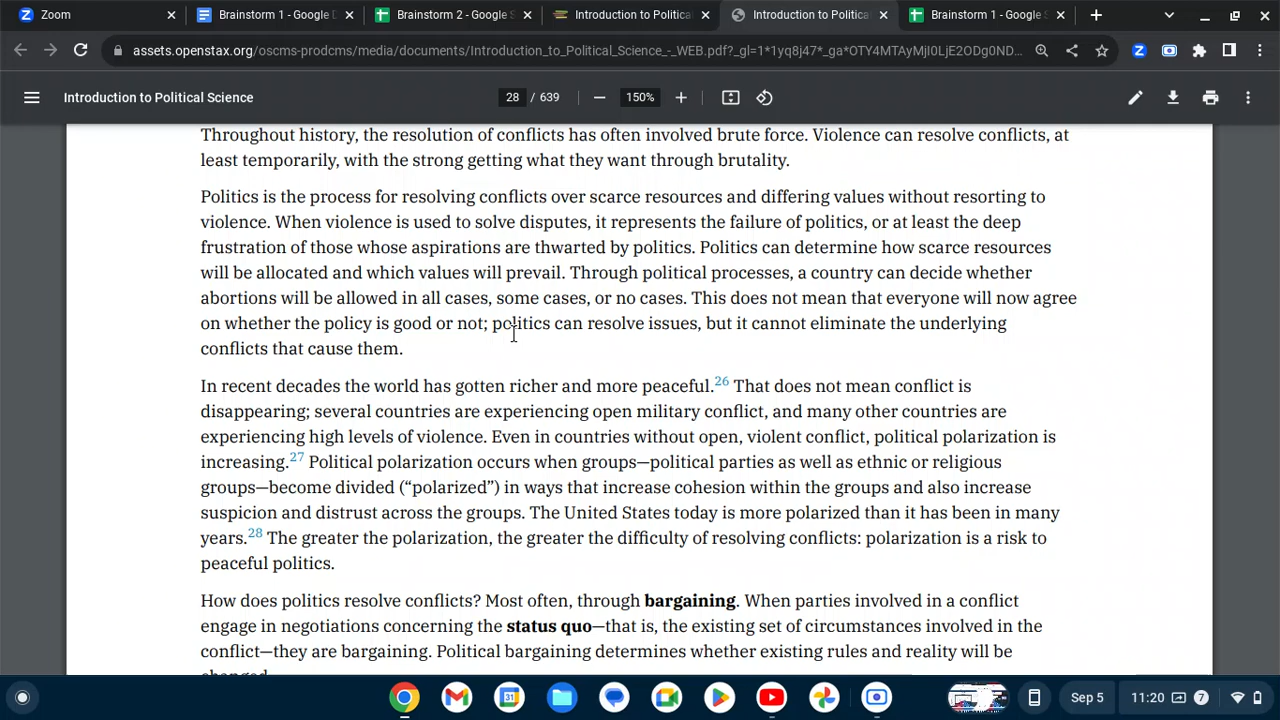 Zoom
Brainstorm 1 - Google D
Brainstorm 2 - Google S
Introduction to Political
Introduction to Politica
Brainstorm 1 - Google S
assets.openstax.org/oscms-prodcms/media/documents/Introduction_to_Political_Science_-_WEB.pdf?_gl=1*1yq8j47*_ga*OTY4MTAyMjI0LjE2ODg0ND...
Introduction to Political Science
28 / 639
150%
Throughout history, the resolution of conflicts has often involved brute force. Violence can resolve conflicts, at
least temporarily, with the strong getting what they want through brutality.
Politics is the process for resolving conflicts over scarce resources and differing values without resorting to
violence. When violence is used to solve disputes, it represents the failure of politics, or at least the deep
frustration of those whose aspirations are thwarted by politics. Politics can determine how scarce resources
will be allocated and which values will prevail. Through political processes, a country can decide whether
abortions will be allowed in all cases, some cases, or no cases. This does not mean that everyone will now agree
on whether the policy is good or not; politics can resolve issues, but it cannot eliminate the underlying
conflicts that cause them.
In recent decades the world has gotten richer and more peaceful.26 That does not mean conflict is
disappearing; several countries are experiencing open military conflict, and many other countries are
experiencing high levels of violence. Even in countries without open, violent conflict, political polarization is
increasing.27 Political polarization occurs when groups—political parties as well as ethnic or religious
groups—become divided (“polarized”) in ways that increase cohesion within the groups and also increase
suspicion and distrust across the groups. The United States today is more polarized than it has been in many
years.28 The greater the polarization, the greater the difficulty of resolving conflicts: polarization is a risk to
peaceful politics.
How does politics resolve conflicts? Most often, through bargaining. When parties involved in a conflict
engage in negotiations concerning the status quo—that is, the existing set of circumstances involved in the
conflict—they are bargaining. Political bargaining determines whether existing rules and reality will be
changed.
Sep 5
11:20
7